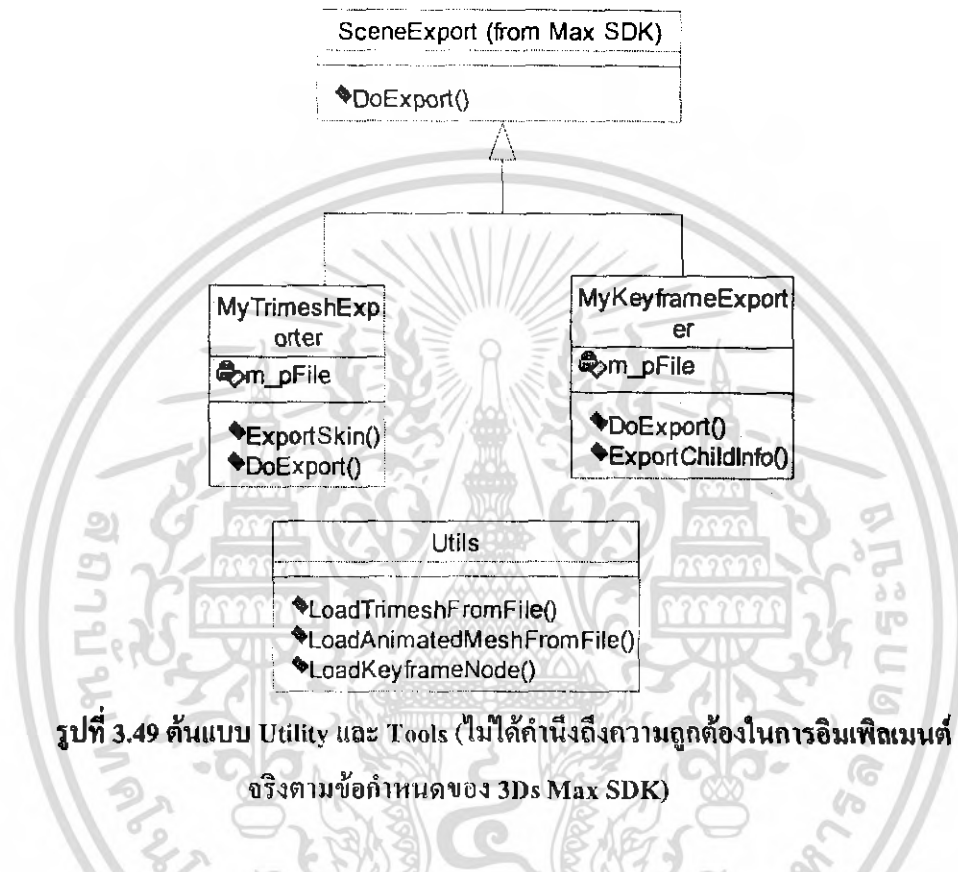 SceneExport (from Max SDK)
DoExport()
MyTrimeshExp
orter
m_pFile
ExportSkin()
DoExport()
MyKeyframeExport
er
m_pFile
DoExport()
ExportChildInfo()
Utils
LoadTrimeshFromFile()
LoadAnimatedMeshFromFile()
LoadKeyframeNode()
รูปที่ 3.49 ต้นแบบ Utility และ Tools (ไม่ได้คำนึงถึงความถูกต้องในการอิมเพิลเมนต์
จริงตามข้อกำหนดของ 3Ds Max SDK)